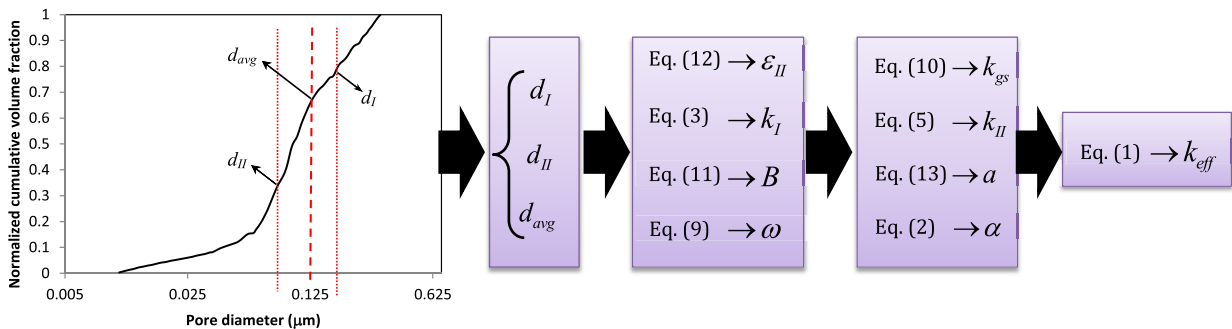 Normalized cumulative volume fraction
1
0.9
0.8
0.7
0.6
0.5
0.4
0.3
0.2
0.1
0
d_avg
d_I
d_II
0.005
0.025
0.125
0.625
Pore diameter (μm)
d_I
d_II
d_avg
Eq. (12) → ε_II
Eq. (3) → k_I
Eq. (11) → B
Eq. (9) → ω
Eq. (10) → k_gs
Eq. (5) → k_II
Eq. (13) → a
Eq. (2) → α
Eq. (1) → k_eff